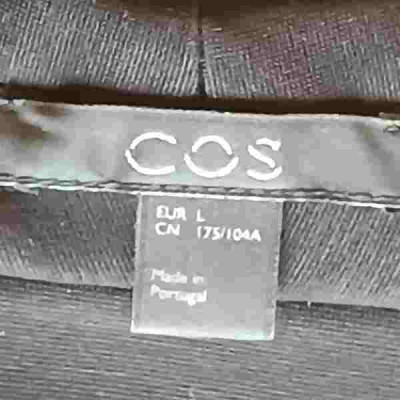 COS
EUR L
CN 175/104A
Made in
Portugal